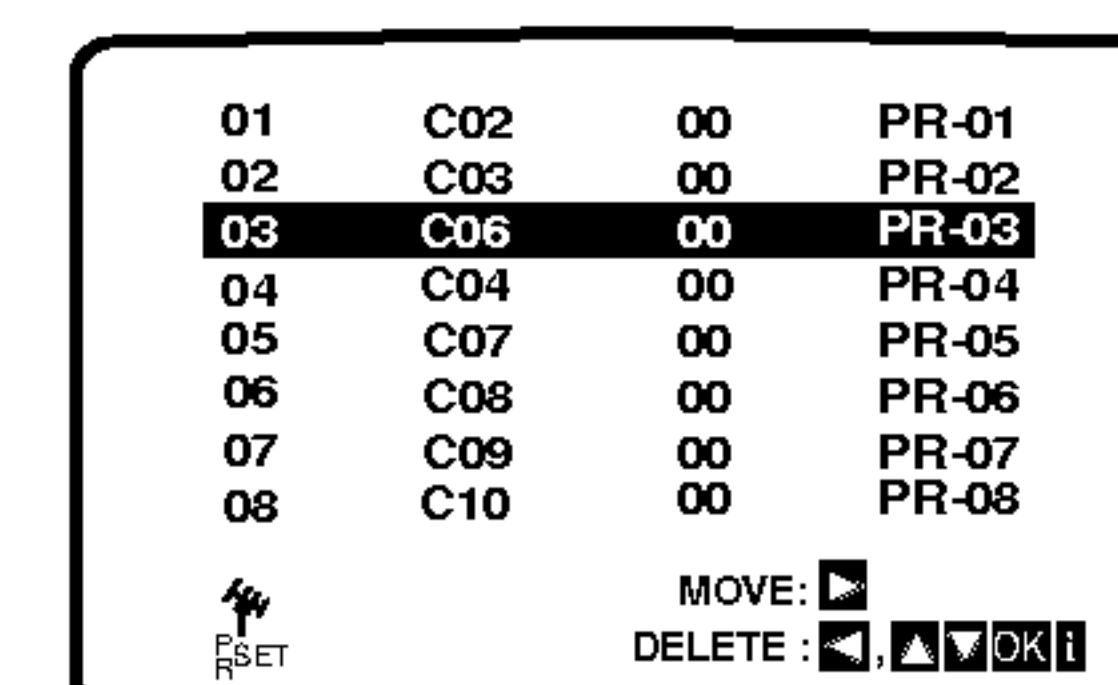 01 C02 00 PR-01
02 C03 00 PR-02
03 C06 00 PR-03
04 C04 00 PR-04
05 C07 00 PR-05
06 C08 00 PR-06
07 C09 00 PR-07
08 C10 00 PR-08
MOVE: ▷
PR SET
DELETE : ◁, △ ▽ OK i